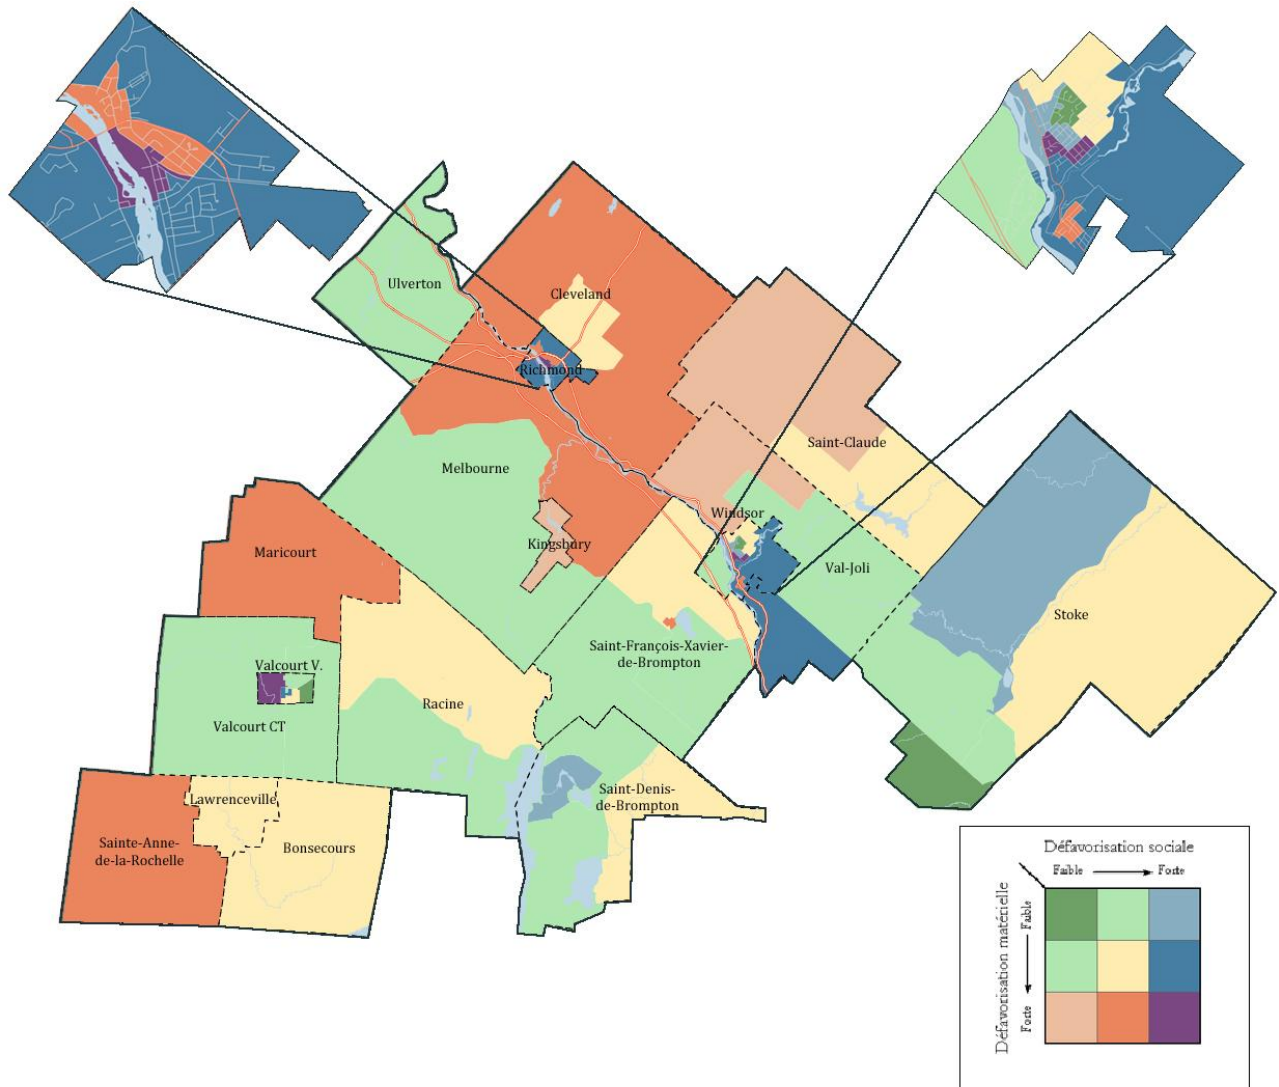 Ulverton
Cleveland
Richmond
Saint-Claude
Melbourne
Windsor
Kingsbury
Maricourt
Val-Joli
Stoke
Saint-François-Xavier-
de-Brompton
Valcourt V.
Racine
Valcourt CT
Saint-Denis-
de-Brompton
Lawrenceville
Sainte-Anne-
de-la-Rochelle
Bonsecours
Défavorisation sociale
Faible
Forte
Défavorisation matérielle
Faible
Forte